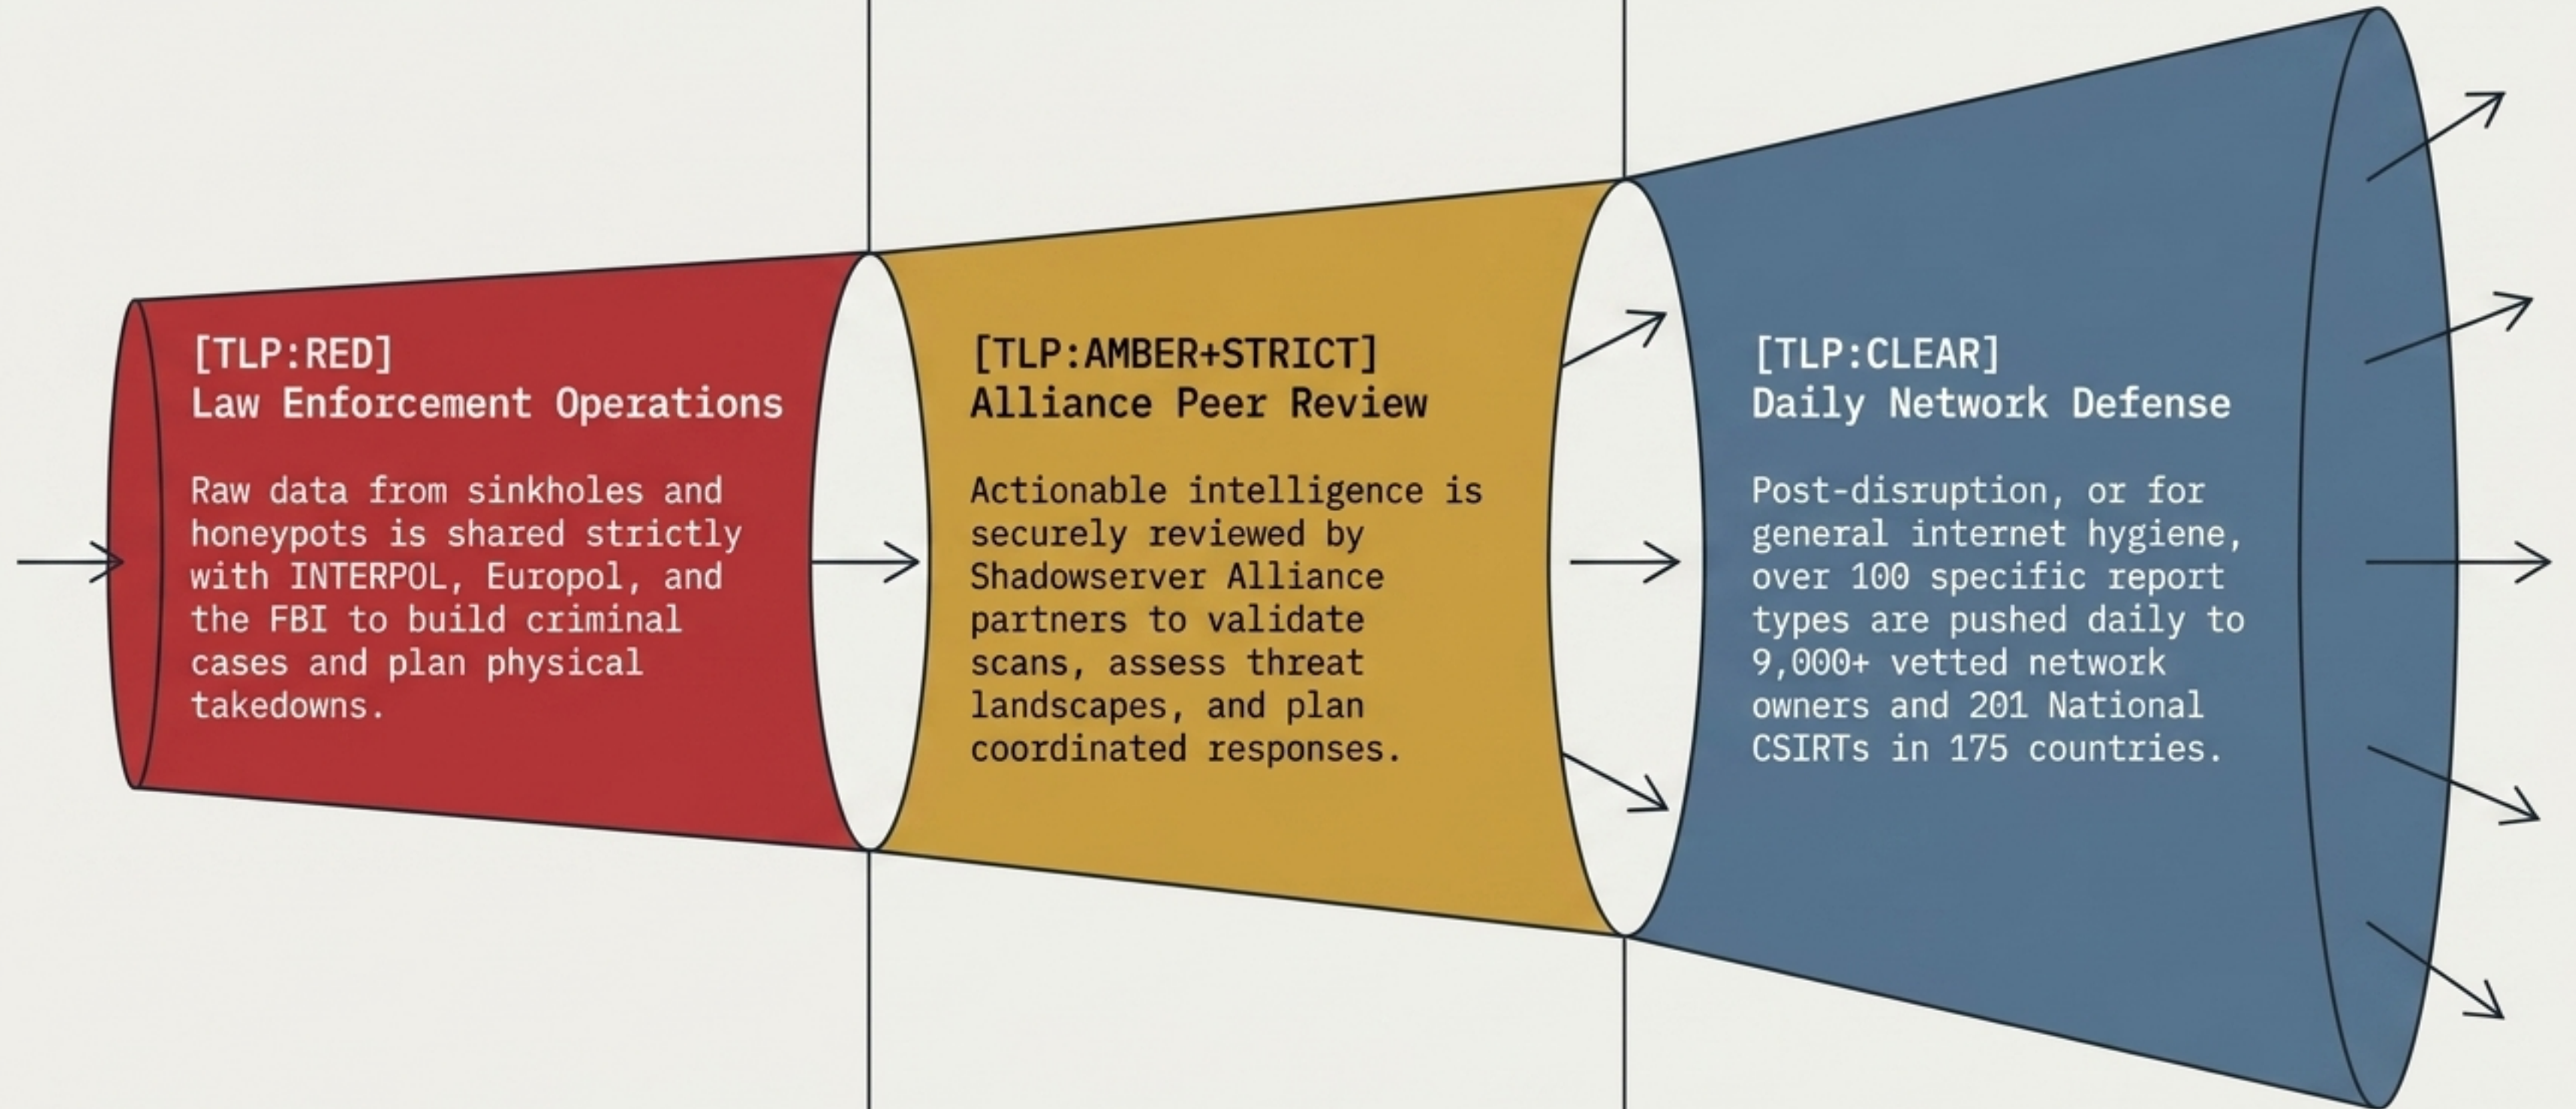 [TLP:RED]
Law Enforcement Operations
Raw data from sinkholes and
honeypots is shared strictly
with INTERPOL, Europol, and
the FBI to build criminal
cases and plan physical
takedowns.
[TLP:AMBER+STRICT]
Alliance Peer Review
Actionable intelligence is
securely reviewed by
Shadowserver Alliance
partners to validate
scans, assess threat
landscapes, and plan
coordinated responses.
[TLP:CLEAR]
Daily Network Defense
Post-disruption, or for
general internet hygiene,
over 100 specific report
types are pushed daily to
9,000+ vetted network
owners and 201 National
CSIRTs in 175 countries.